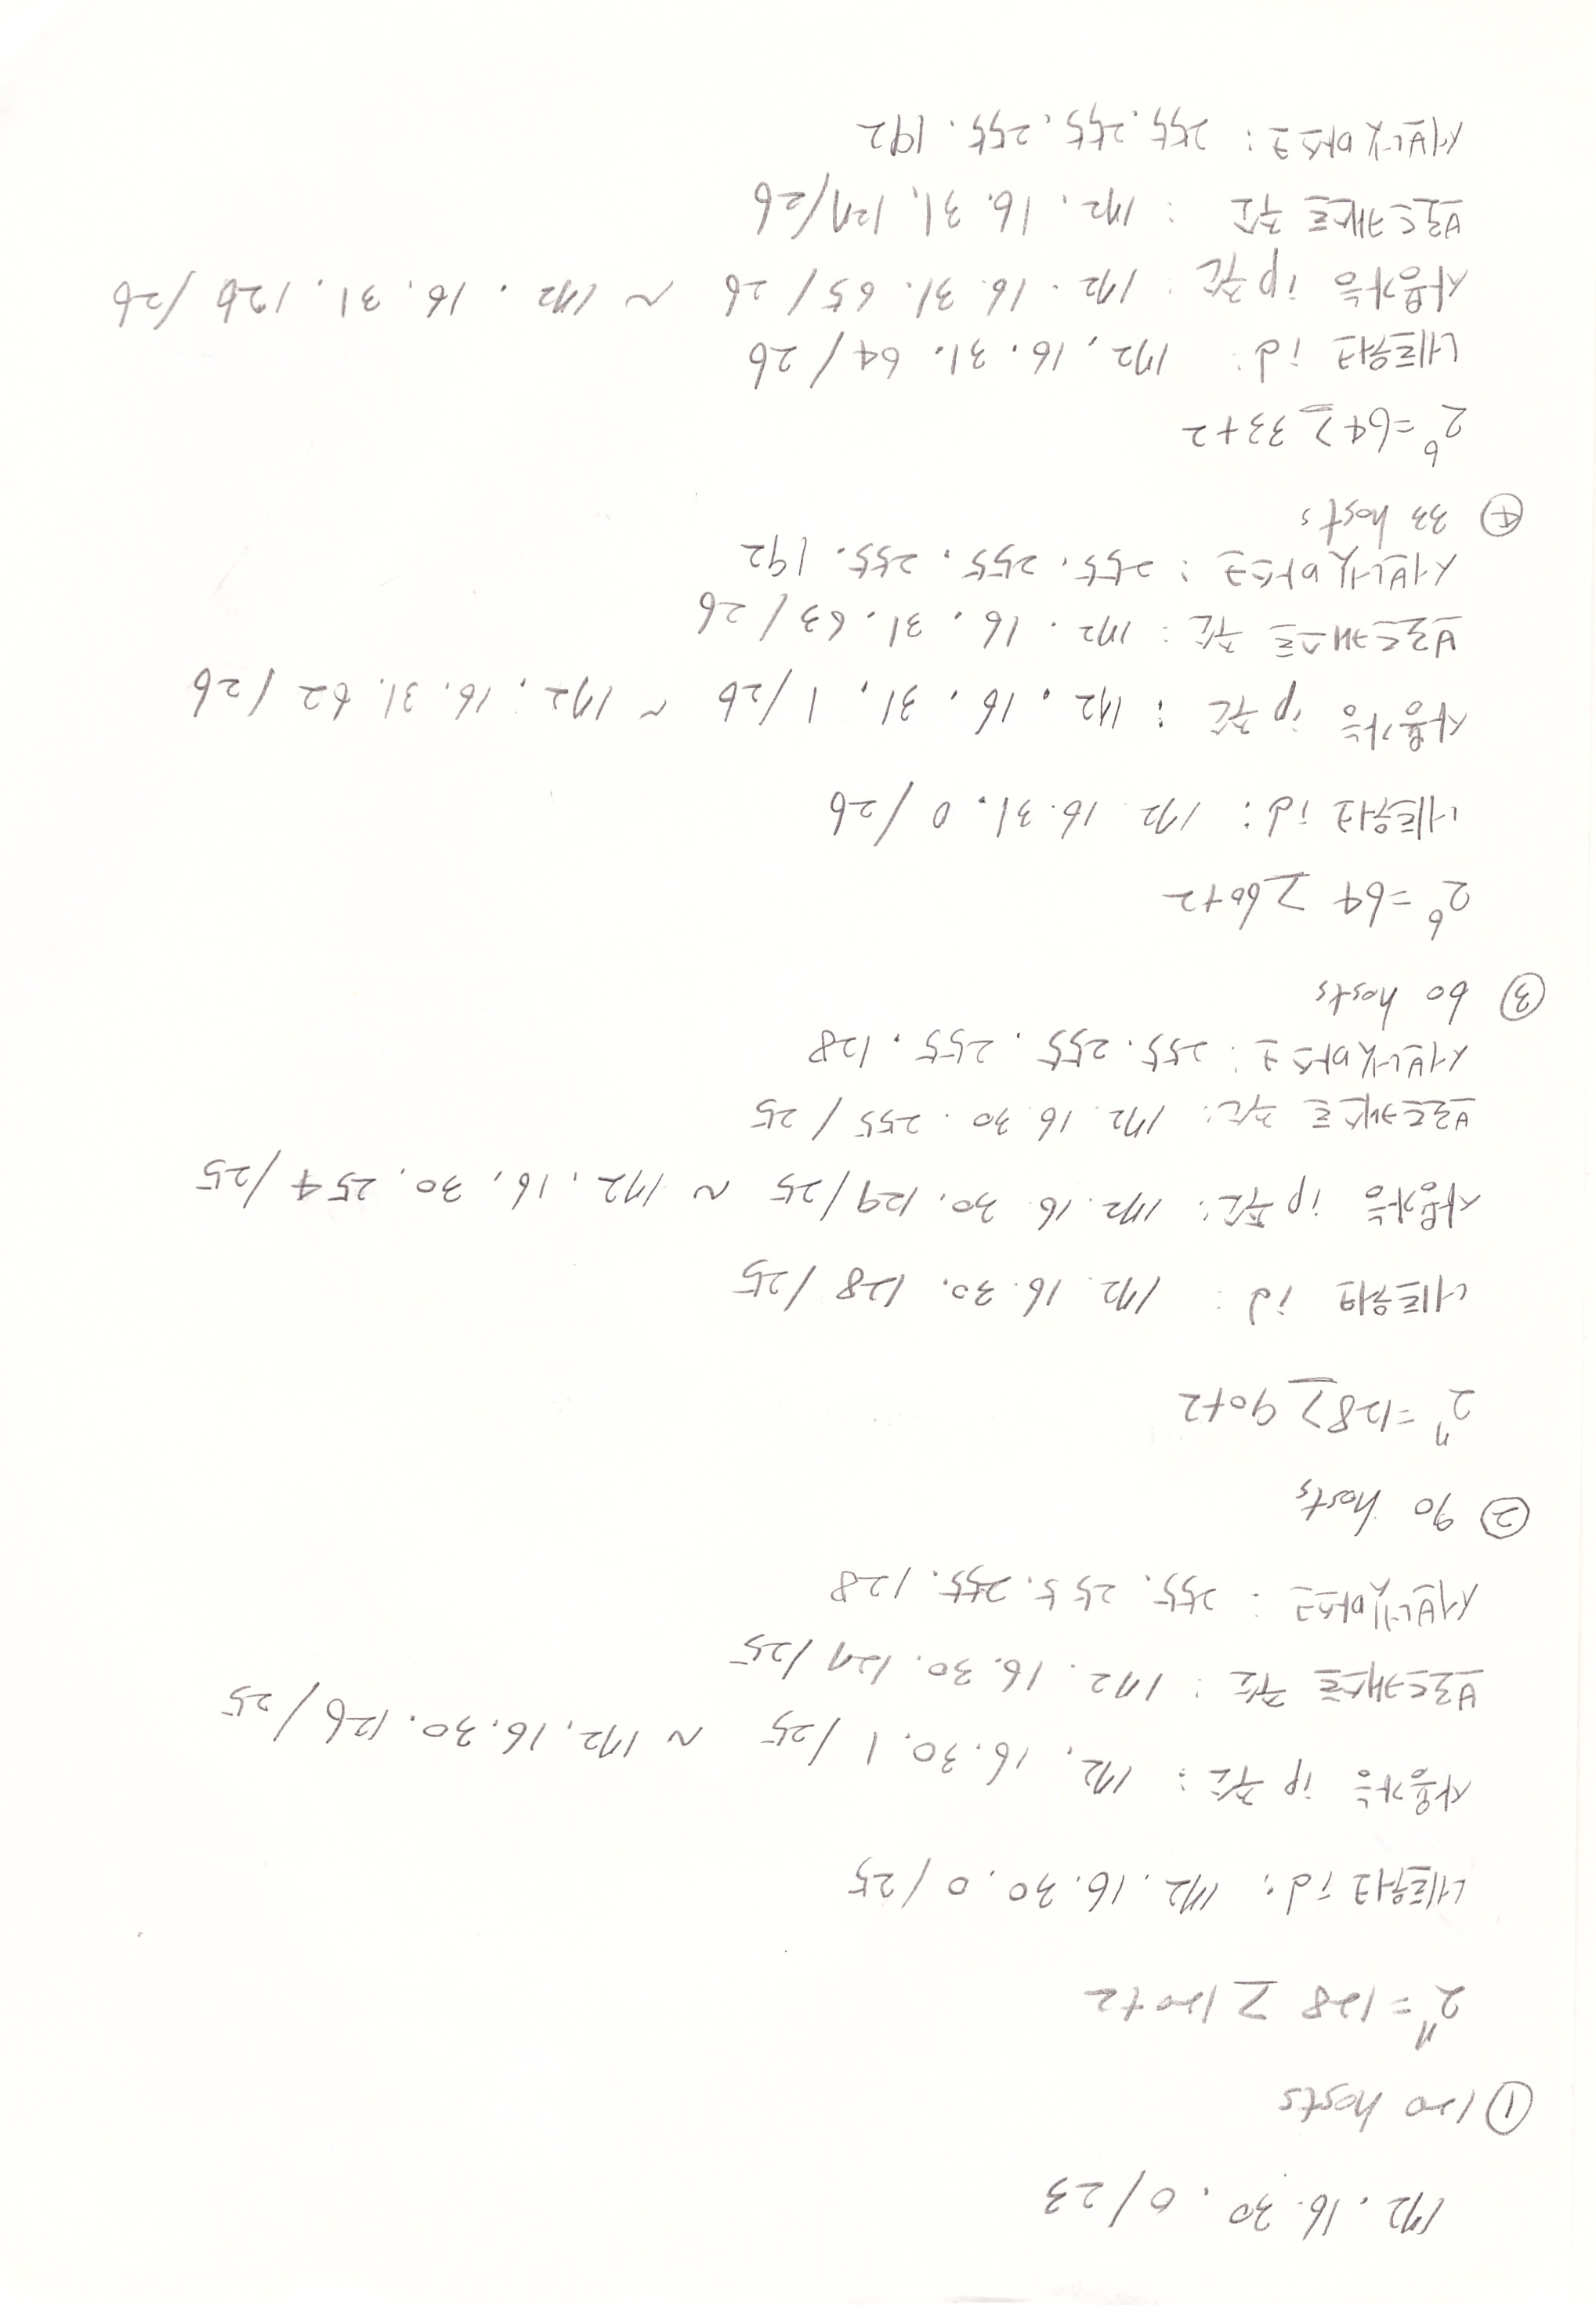 172.16.30.0/23
① 120 hosts
2⁷=128 ≥ 120+2
네트워크 id: 172.16.30.0/25
사용가능 ip 주소: 172.16.30.1/25 ~ 172.16.30.126/25
브로드캐스트 주소: 172.16.30.127/25
서브넷마스크: 255.255.255.128
② 90 hosts
2⁷=128 ≥ 90+2
네트워크 id: 172.16.30.128/25
사용가능 ip 주소: 172.16.30.129/25 ~ 172.16.30.254/25
브로드캐스트 주소: 172.16.30.255/25
서브넷마스크: 255.255.255.128
③ 60 hosts
2⁶=64 ≥ 60+2
네트워크 id: 172.16.31.0/26
사용가능 ip 주소: 172.16.31.1/26 ~ 172.16.31.62/26
브로드캐스트 주소: 172.16.31.63/26
서브넷마스크: 255.255.255.192
④ 33 hosts
2⁶=64 ≥ 33+2
네트워크 id: 172.16.31.64/26
사용가능 ip 주소: 172.16.31.65/26 ~ 172.16.31.126/26
브로드캐스트 주소: 172.16.31.127/26
서브넷마스크: 255.255.255.192